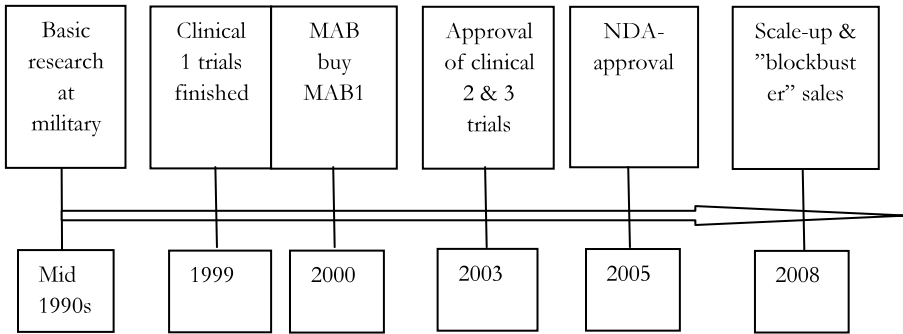 Basic
research
at
military
Clinical
1 trials
finished
MAB
buy
MAB1
Approval
of clinical
2 & 3
trials
NDA-
approval
Scale-up &
”blockbust
er” sales
Mid
1990s
1999
2000
2003
2005
2008